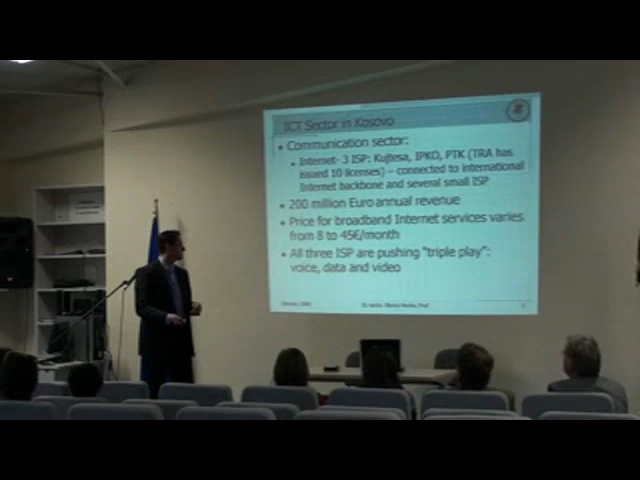 ICT Sector in Kosovo
• Communication sector:
• Internet- 3 ISP: Kujtesa, IPKO, PTK (TRA has
issued 10 licenses) – connected to international
Internet backbone and several small ISP
• 200 million Euro annual revenue
• Price for broadband Internet services varies
from 8 to 45€/month
• All three ISP are pushing "triple play":
voice, data and video